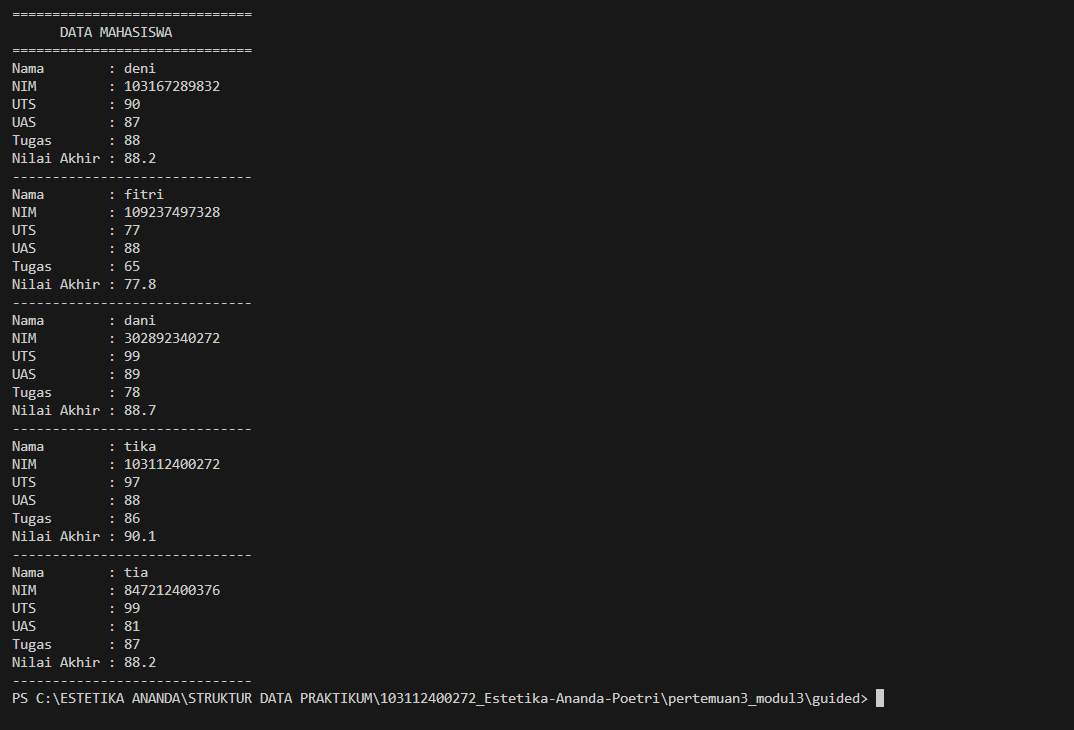 ==============================
      DATA MAHASISWA
==============================
Nama        : deni
NIM         : 103167289832
UTS         : 90
UAS         : 87
Tugas       : 88
Nilai Akhir : 88.2
------------------------------
Nama        : fitri
NIM         : 109237497328
UTS         : 77
UAS         : 88
Tugas       : 65
Nilai Akhir : 77.8
------------------------------
Nama        : dani
NIM         : 302892340272
UTS         : 99
UAS         : 89
Tugas       : 78
Nilai Akhir : 88.7
------------------------------
Nama        : tika
NIM         : 103112400272
UTS         : 97
UAS         : 88
Tugas       : 86
Nilai Akhir : 90.1
------------------------------
Nama        : tia
NIM         : 847212400376
UTS         : 99
UAS         : 81
Tugas       : 87
Nilai Akhir : 88.2
------------------------------
PS C:\ESTETIKA ANANDA\STRUKTUR DATA PRAKTIKUM\103112400272_Estetika-Ananda-Poetri\pertemuan3_modul3\guided>